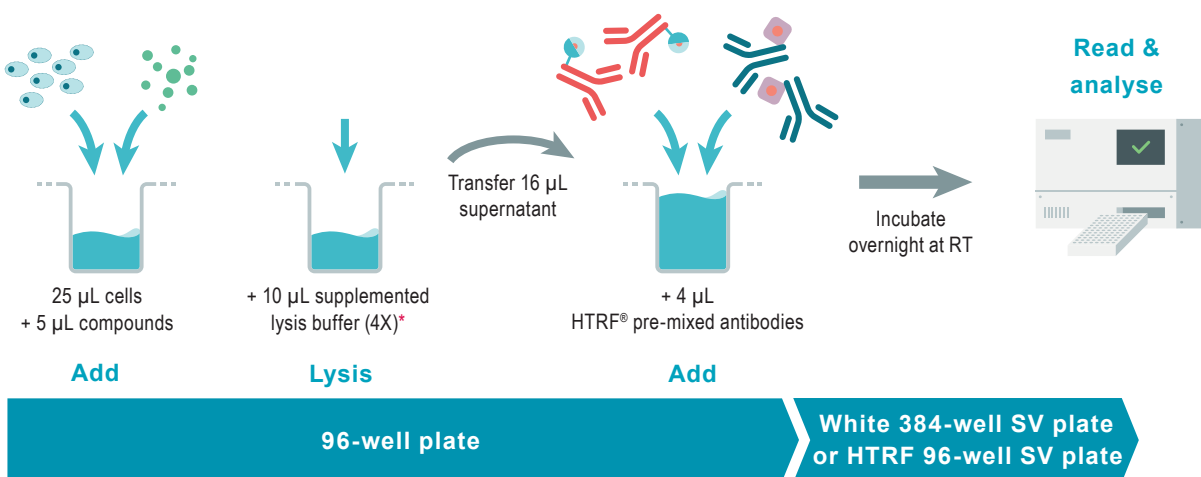 Read &
analyse
Transfer 16 µL
supernatant
Incubate
overnight at RT
25 µL cells
+ 5 µL compounds
+ 10 µL supplemented
lysis buffer (4X)*
+ 4 µL
HTRF® pre-mixed antibodies
Add
Lysis
Add
96-well plate
White 384-well SV plate
or HTRF 96-well SV plate